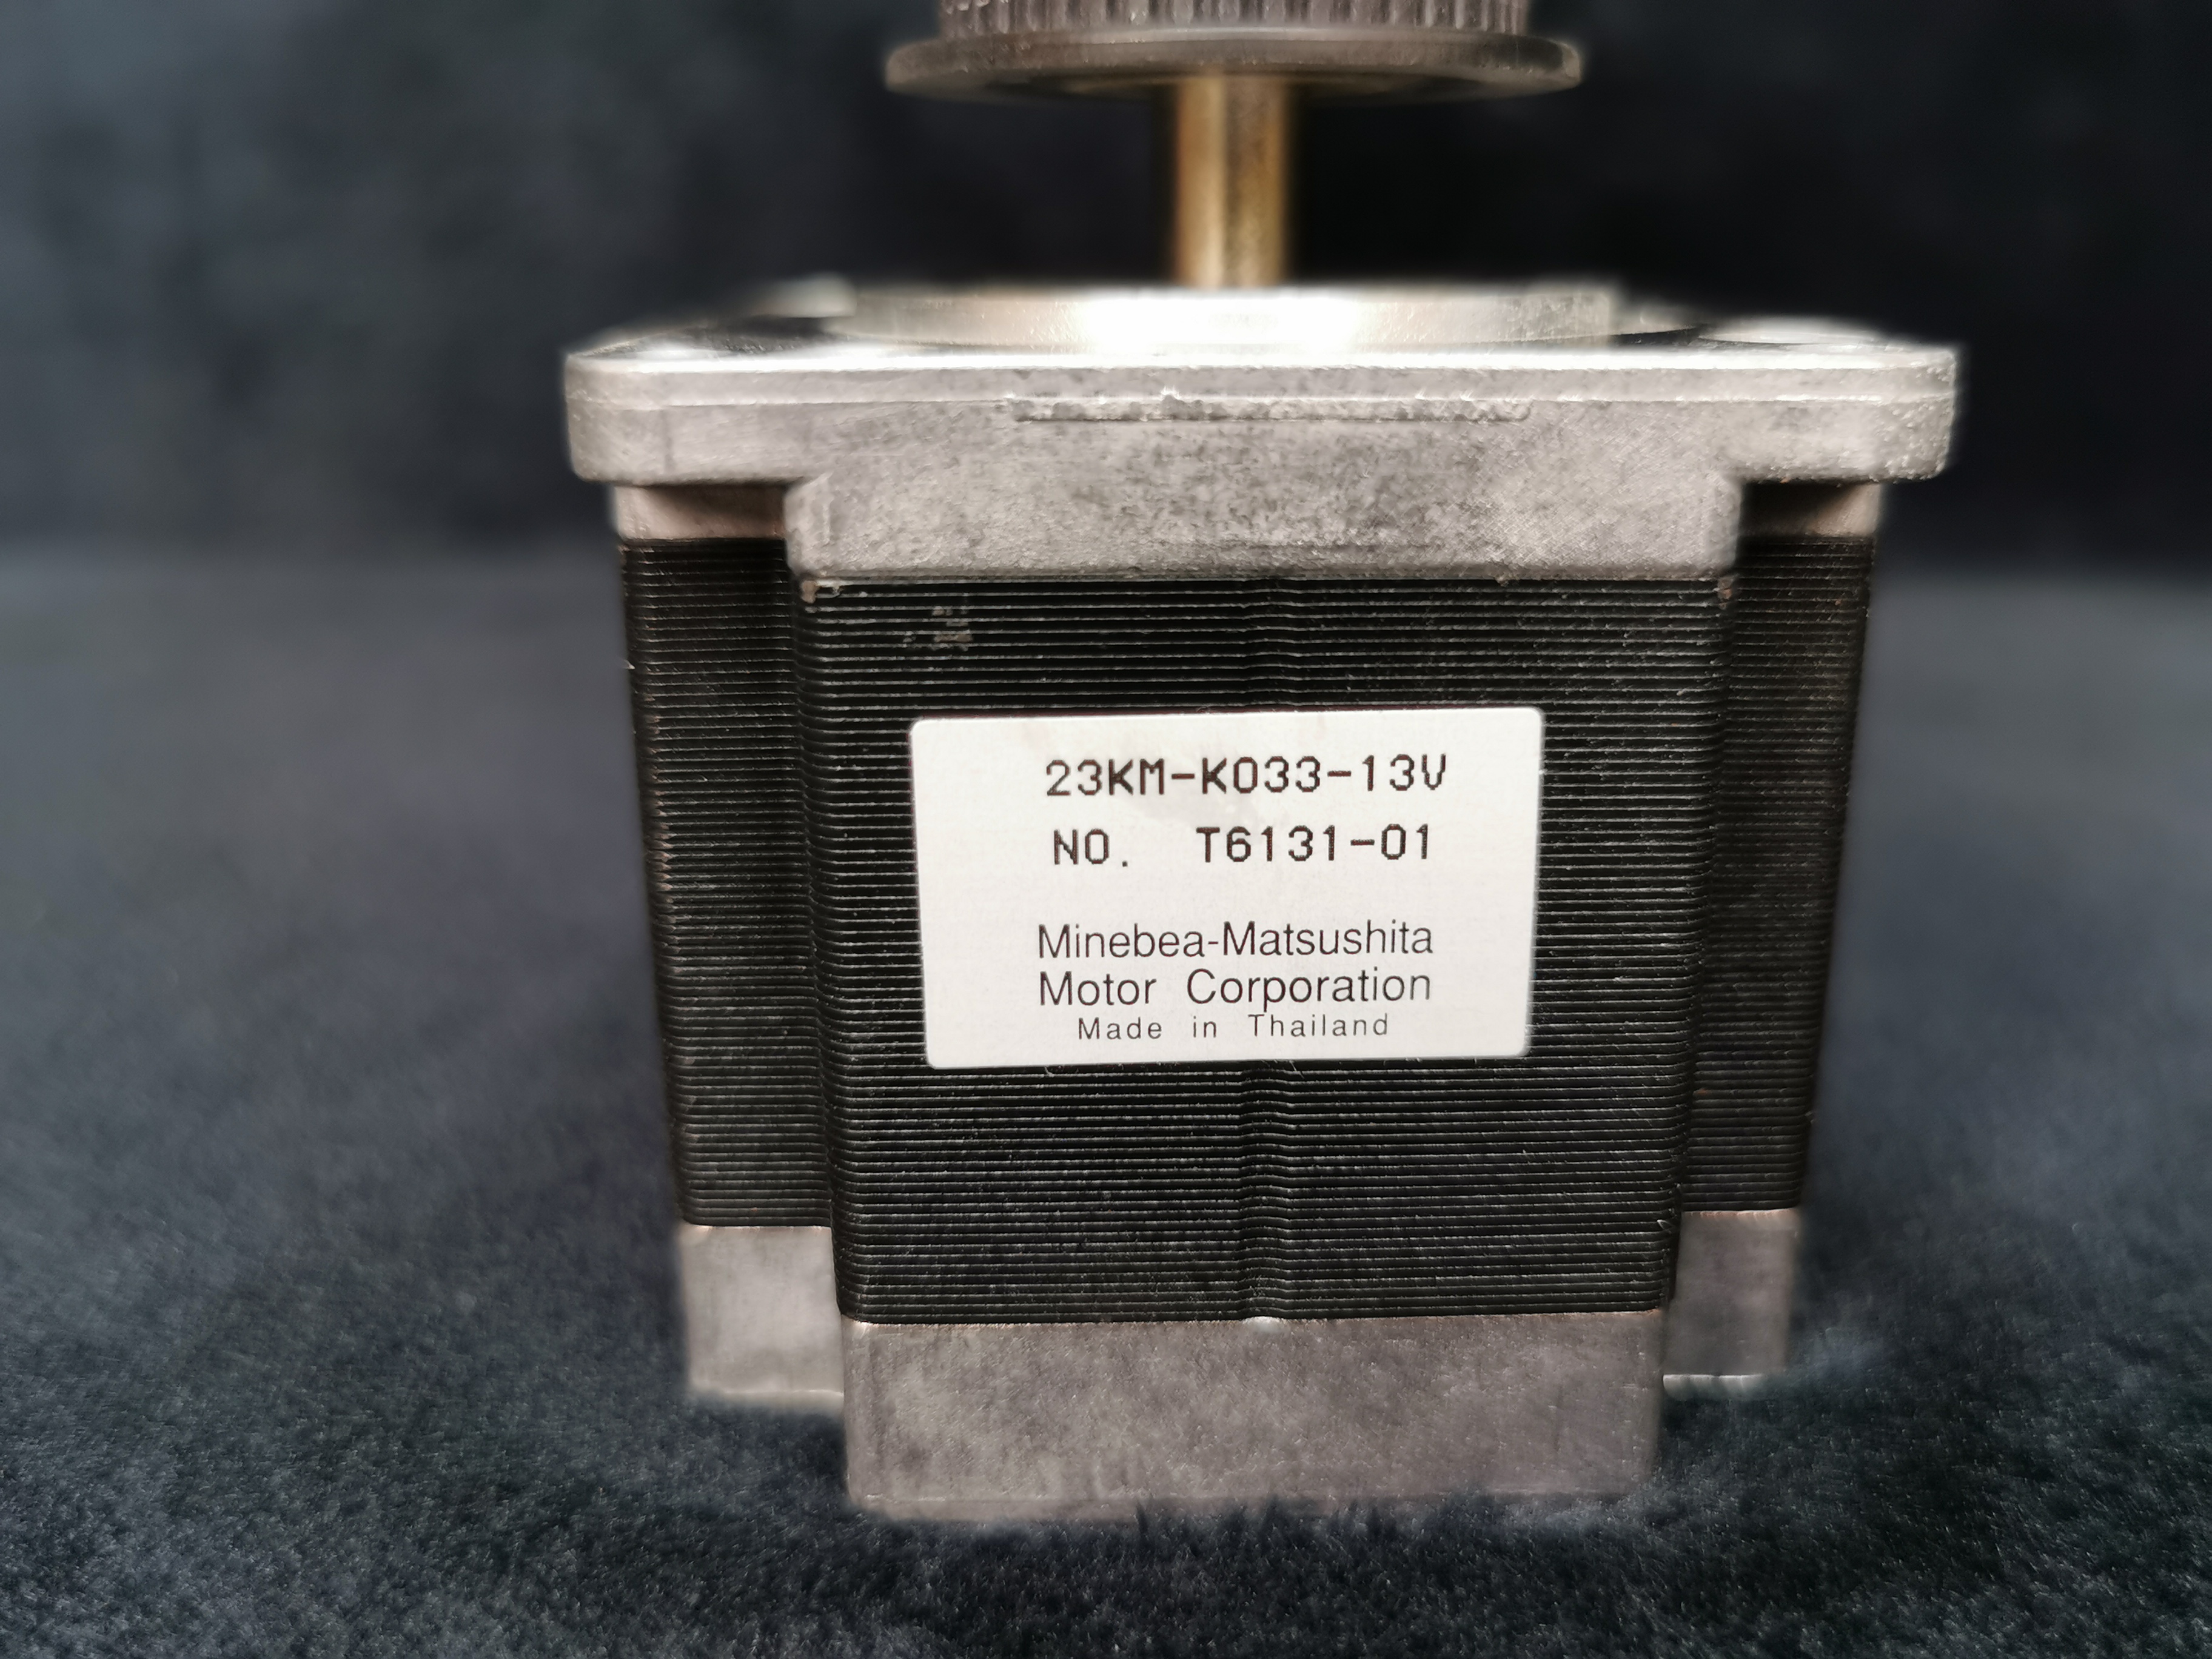 23KM-K033-13V
NO. T6131-01
Minebea-Matsushita
Motor Corporation
Made in Thailand